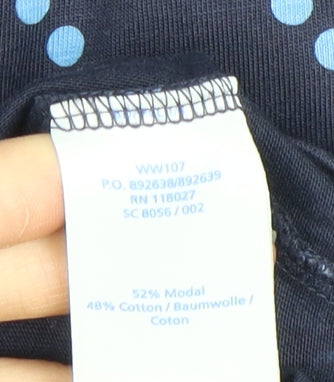 WW107
P.O. 892638/892639
RN 118027
SC 8056 / 002
52% Modal
48% Cotton / Baumwolle /
Coton